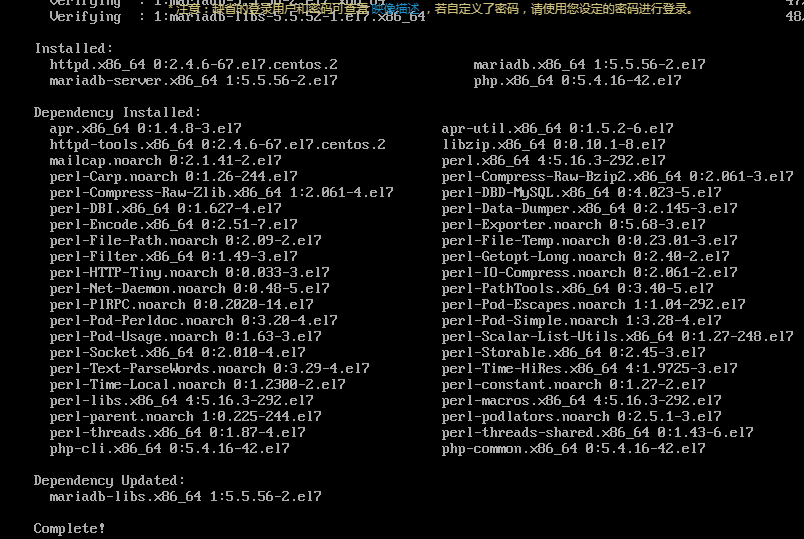 Verifying : 1:mariadb-5.5.56-2.el7.x86_64 47
注意：缺省的登录用户和密码可查看 映像描述 ，若自定义了密码，请使用您设定的密码进行登录。
Verifying : 1:mariadb-libs-5.5.52-1.el7.x86_64 48
Installed:
httpd.x86_64 0:2.4.6-67.el7.centos.2 mariadb.x86_64 1:5.5.56-2.el7
mariadb-server.x86_64 1:5.5.56-2.el7 php.x86_64 0:5.4.16-42.el7
Dependency Installed:
apr.x86_64 0:1.4.8-3.el7 apr-util.x86_64 0:1.5.2-6.el7
httpd-tools.x86_64 0:2.4.6-67.el7.centos.2 libzip.x86_64 0:0.10.1-8.el7
mailcap.noarch 0:2.1.41-2.el7 perl.x86_64 4:5.16.3-292.el7
perl-Carp.noarch 0:1.26-244.el7 perl-Compress-Raw-Bzip2.x86_64 0:2.061-3.el7
perl-Compress-Raw-Zlib.x86_64 1:2.061-4.el7 perl-DBD-MySQL.x86_64 0:4.023-5.el7
perl-DBI.x86_64 0:1.627-4.el7 perl-Data-Dumper.x86_64 0:2.145-3.el7
perl-Encode.x86_64 0:2.51-7.el7 perl-Exporter.noarch 0:5.68-3.el7
perl-File-Path.noarch 0:2.09-2.el7 perl-File-Temp.noarch 0:0.23.01-3.el7
perl-Filter.x86_64 0:1.49-3.el7 perl-Getopt-Long.noarch 0:2.40-2.el7
perl-HTTP-Tiny.noarch 0:0.033-3.el7 perl-IO-Compress.noarch 0:2.061-2.el7
perl-Net-Daemon.noarch 0:0.48-5.el7 perl-PathTools.x86_64 0:3.40-5.el7
perl-PlRPC.noarch 0:0.2020-14.el7 perl-Pod-Escapes.noarch 1:1.04-292.el7
perl-Pod-Perldoc.noarch 0:3.20-4.el7 perl-Pod-Simple.noarch 1:3.28-4.el7
perl-Pod-Usage.noarch 0:1.63-3.el7 perl-Scalar-List-Utils.x86_64 0:1.27-248.el7
perl-Socket.x86_64 0:2.010-4.el7 perl-Storable.x86_64 0:2.45-3.el7
perl-Text-ParseWords.noarch 0:3.29-4.el7 perl-Time-HiRes.x86_64 4:1.9725-3.el7
perl-Time-Local.noarch 0:1.2300-2.el7 perl-constant.noarch 0:1.27-2.el7
perl-libs.x86_64 4:5.16.3-292.el7 perl-macros.x86_64 4:5.16.3-292.el7
perl-parent.noarch 1:0.225-244.el7 perl-podlators.noarch 0:2.5.1-3.el7
perl-threads.x86_64 0:1.87-4.el7 perl-threads-shared.x86_64 0:1.43-6.el7
php-cli.x86_64 0:5.4.16-42.el7 php-common.x86_64 0:5.4.16-42.el7
Dependency Updated:
mariadb-libs.x86_64 1:5.5.56-2.el7
Complete!